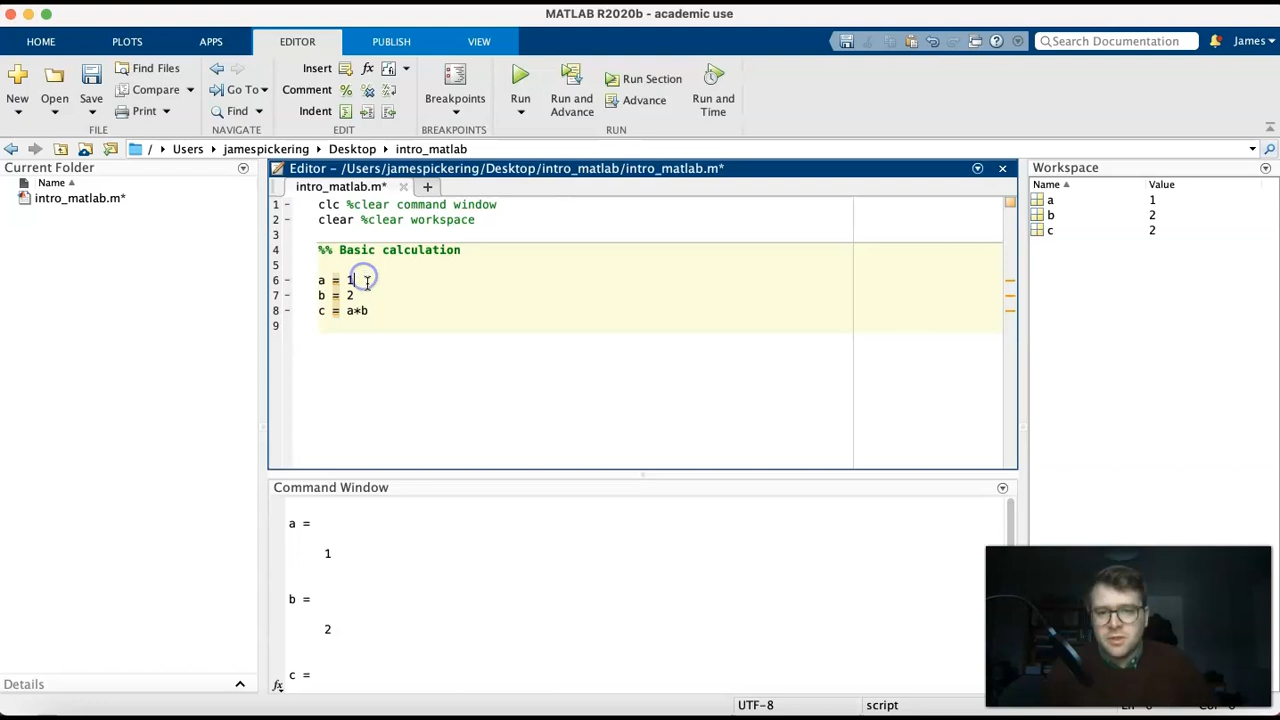 MATLAB R2020b - academic use
HOME PLOTS APPS EDITOR PUBLISH VIEW Search Documentation James
New Open Save Find Files Compare Print Go To Find Insert Comment Indent fx Breakpoints Run Run and Advance Run Section Advance Run and Time
FILE NAVIGATE EDIT BREAKPOINTS RUN
/ Users jamespickering Desktop intro_matlab
Current Folder
Name
intro_matlab.m*
Editor - /Users/jamespickering/Desktop/intro_matlab/intro_matlab.m*
intro_matlab.m* +
1 - clc %clear command window
2 - clear %clear workspace
3
4 %% Basic calculation
5
6 - a = 1
7 - b = 2
8 - c = a*b
9
Workspace
Name Value
a 1
b 2
c 2
Command Window
a =
1
b =
2
c =
fx
Details
UTF-8 script